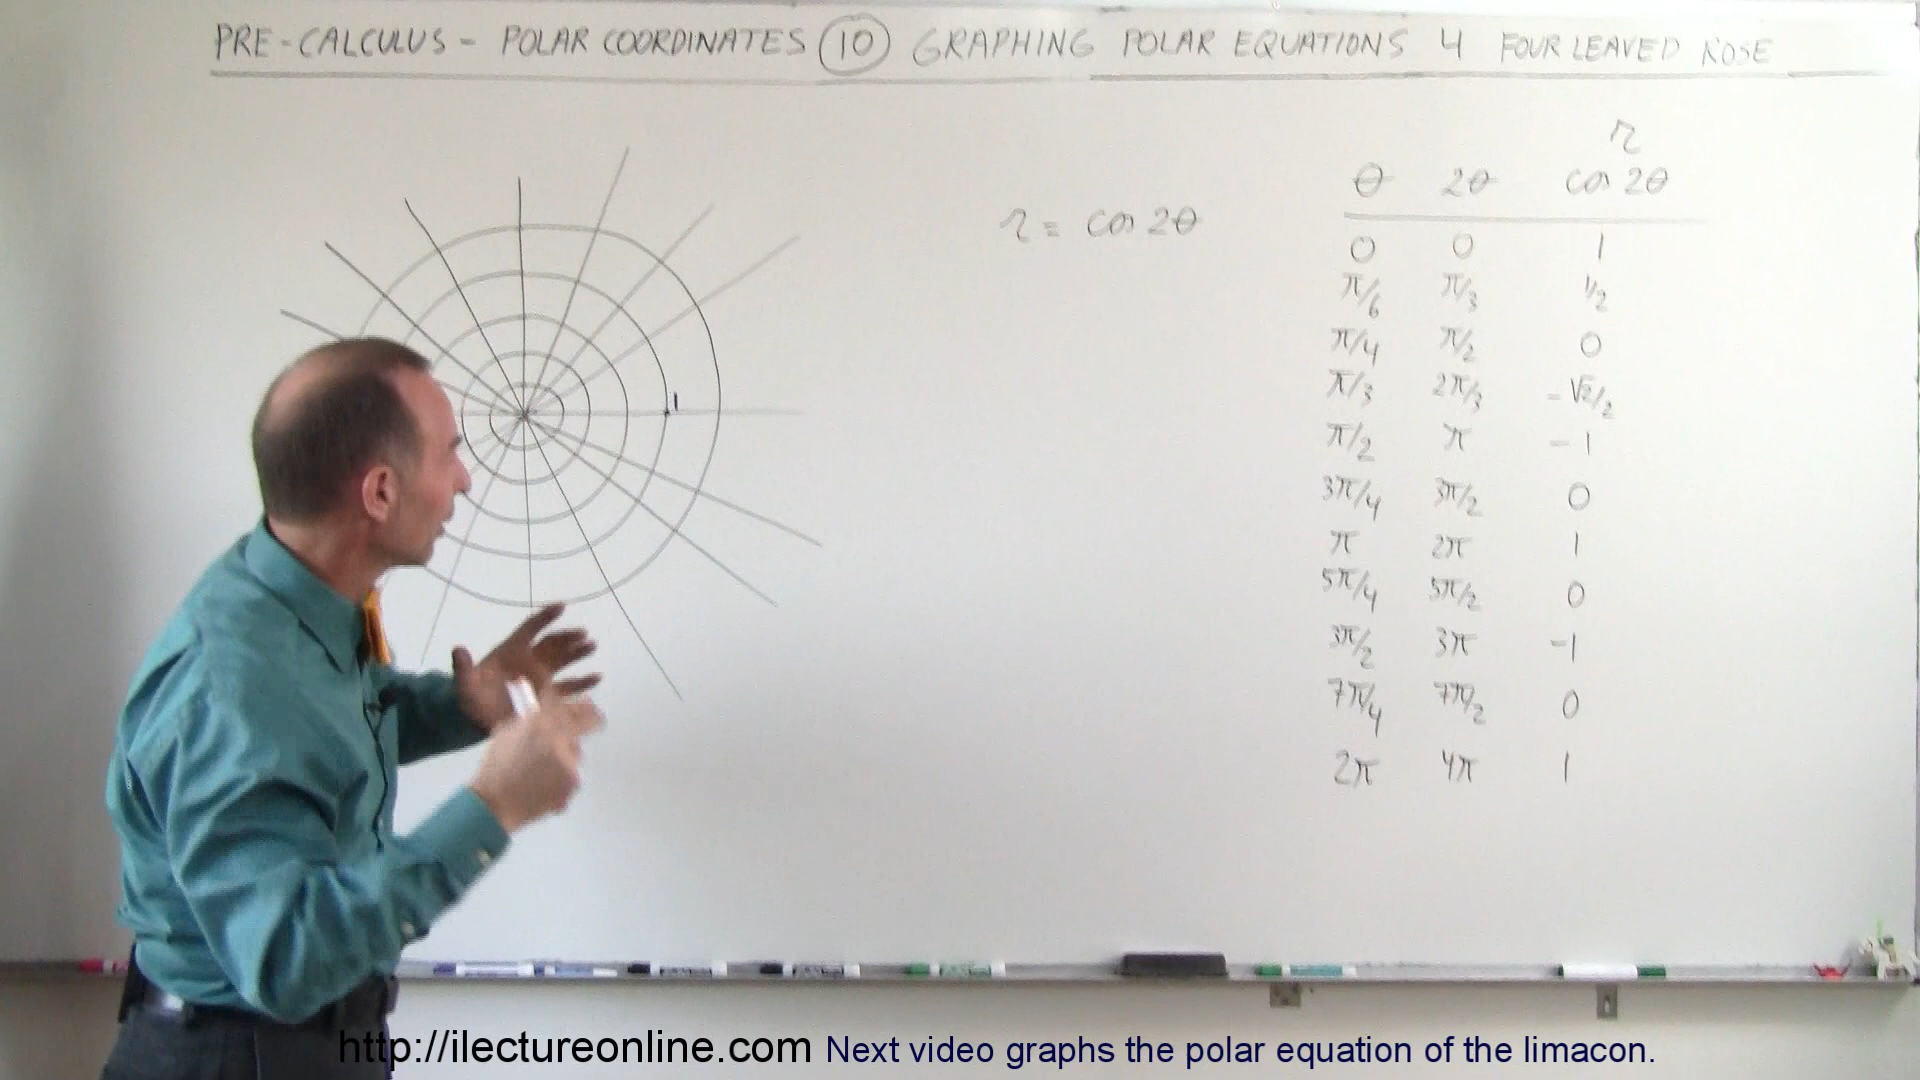 PRE-CALCULUS - POLAR COORDINATES 10 GRAPHING POLAR EQUATIONS 4 FOUR LEAVED ROSE
r
θ 2θ cos 2θ
r = cos 2θ
0 0 1
π/6 π/3 1/2
π/4 π/2 0
π/3 2π/3 -√2/2
π/2 π -1
3π/4 3π/2 0
π 2π 1
5π/4 5π/2 0
3π/2 3π -1
7π/4 7π/2 0
2π 4π 1
1
http://ilectureonline.com Next video graphs the polar equation of the limacon.